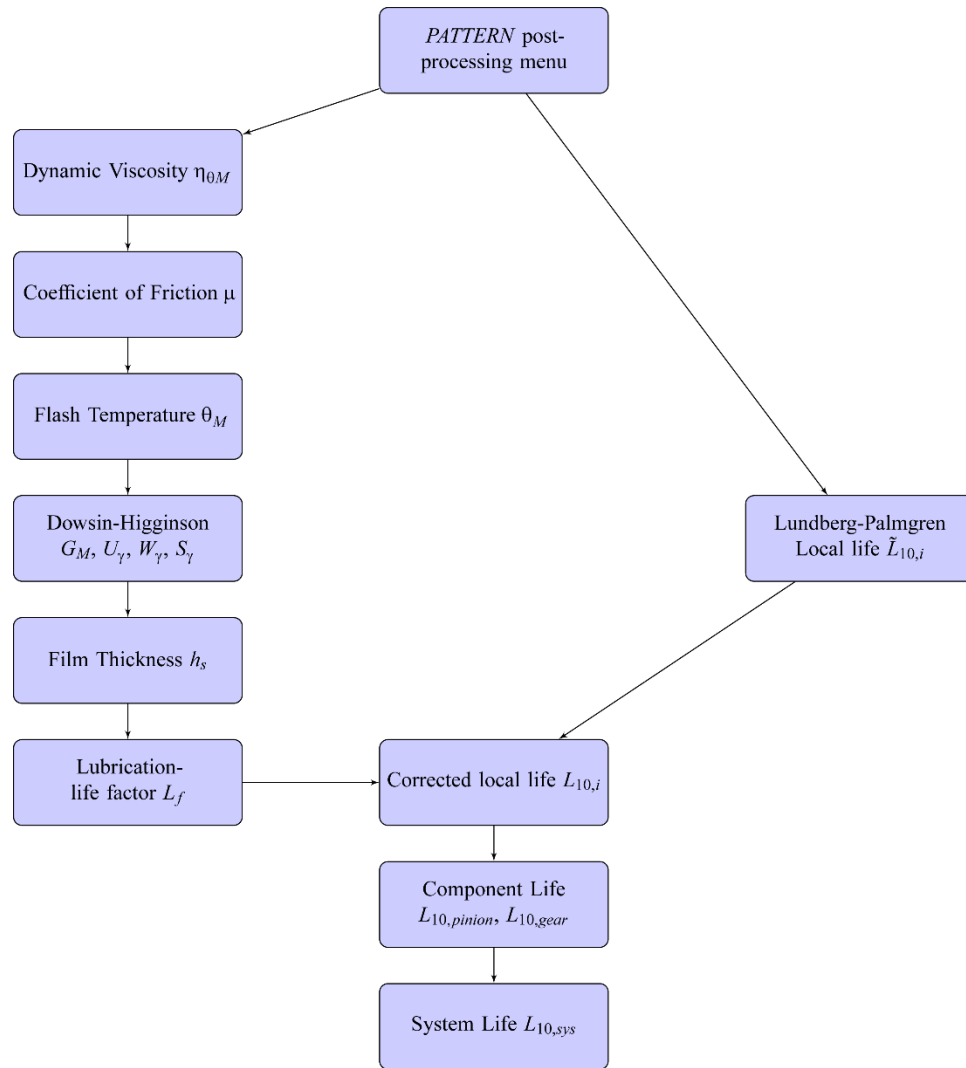 PATTERN post-
processing menu
Dynamic Viscosity η_θM
Coefficient of Friction μ
Flash Temperature θ_M
Dowsin-Higginson
G_M, U_γ, W_γ, S_γ
Lundberg-Palmgren
Local life L̃_10,i
Film Thickness h_s
Lubrication-
life factor L_f
Corrected local life L_10,i
Component Life
L_10,pinion, L_10,gear
System Life L_10,sys